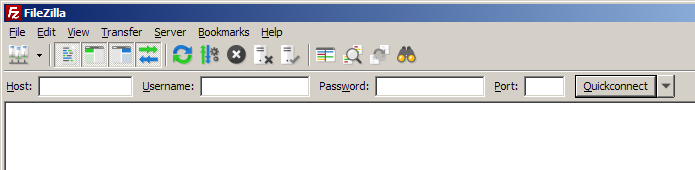 FileZilla
File Edit View Transfer Server Bookmarks Help
Host: Username: Password: Port: Quickconnect